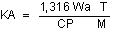 KA = 1,316 Wa T
CP M